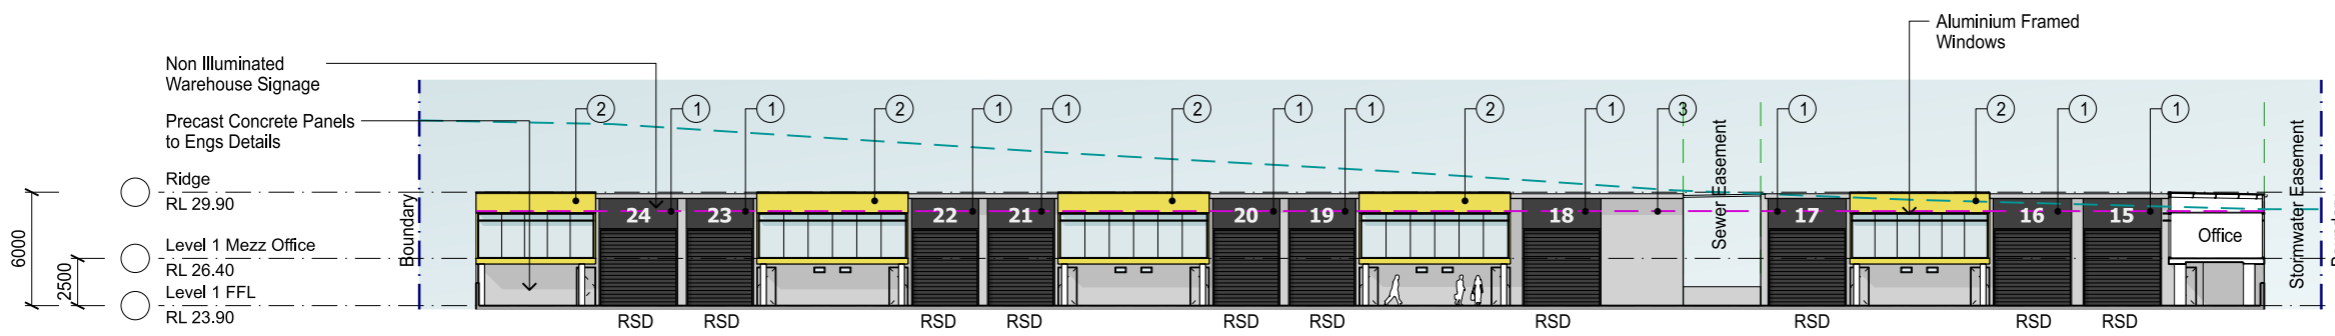 Aluminium Framed
Windows
Non Illuminated
Warehouse Signage
Precast Concrete Panels
to Engs Details
2 1 1 2 1 1 2 1 1 2 1 3 1 2 1 1
Ridge
RL 29.90
Level 1 Mezz Office
RL 26.40
Level 1 FFL
RL 23.90
6000
2500
Boundary
24 23 22 21 20 19 18 17 16 15
Sewer Easement
Office
Stormwater Easement
RSD RSD RSD RSD RSD RSD RSD RSD RSD RSD